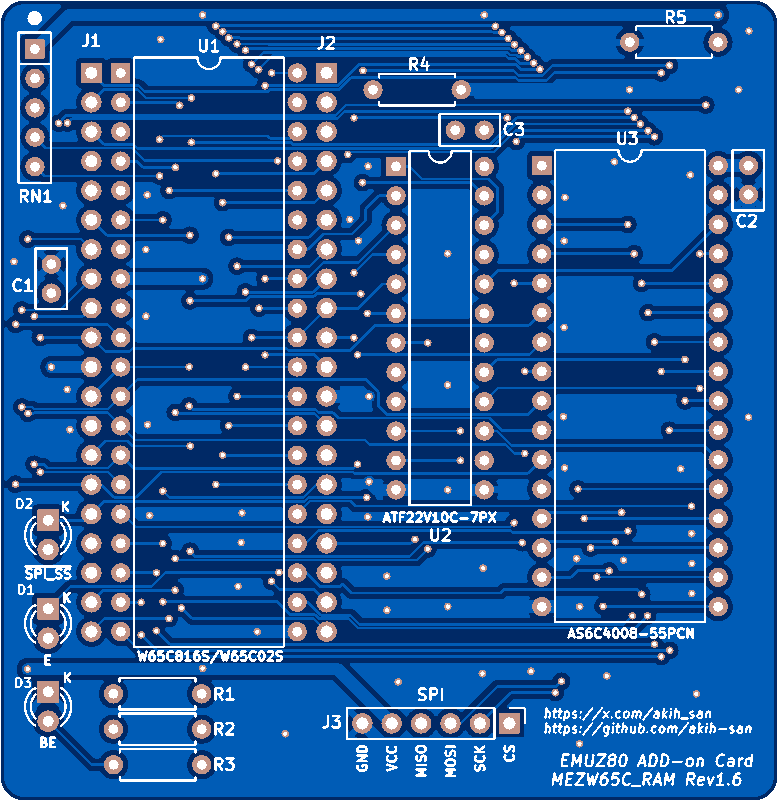 R5
J1
U1
J2
R4
C3
U3
RN1
C2
C1
D2
K
ATF22V10C-7PX
U2
SPI_SS
D1
K
AS6C4008-55PCN
E
W65C816S/W65C02S
D3
K
R1
SPI
BE
R2
J3
https://x.com/akih_san
https://github.com/akih-san
R3
GND
VCC
MISO
MOSI
SCK
CS
EMUZ80 ADD-on Card
MEZW65C_RAM Rev1.6